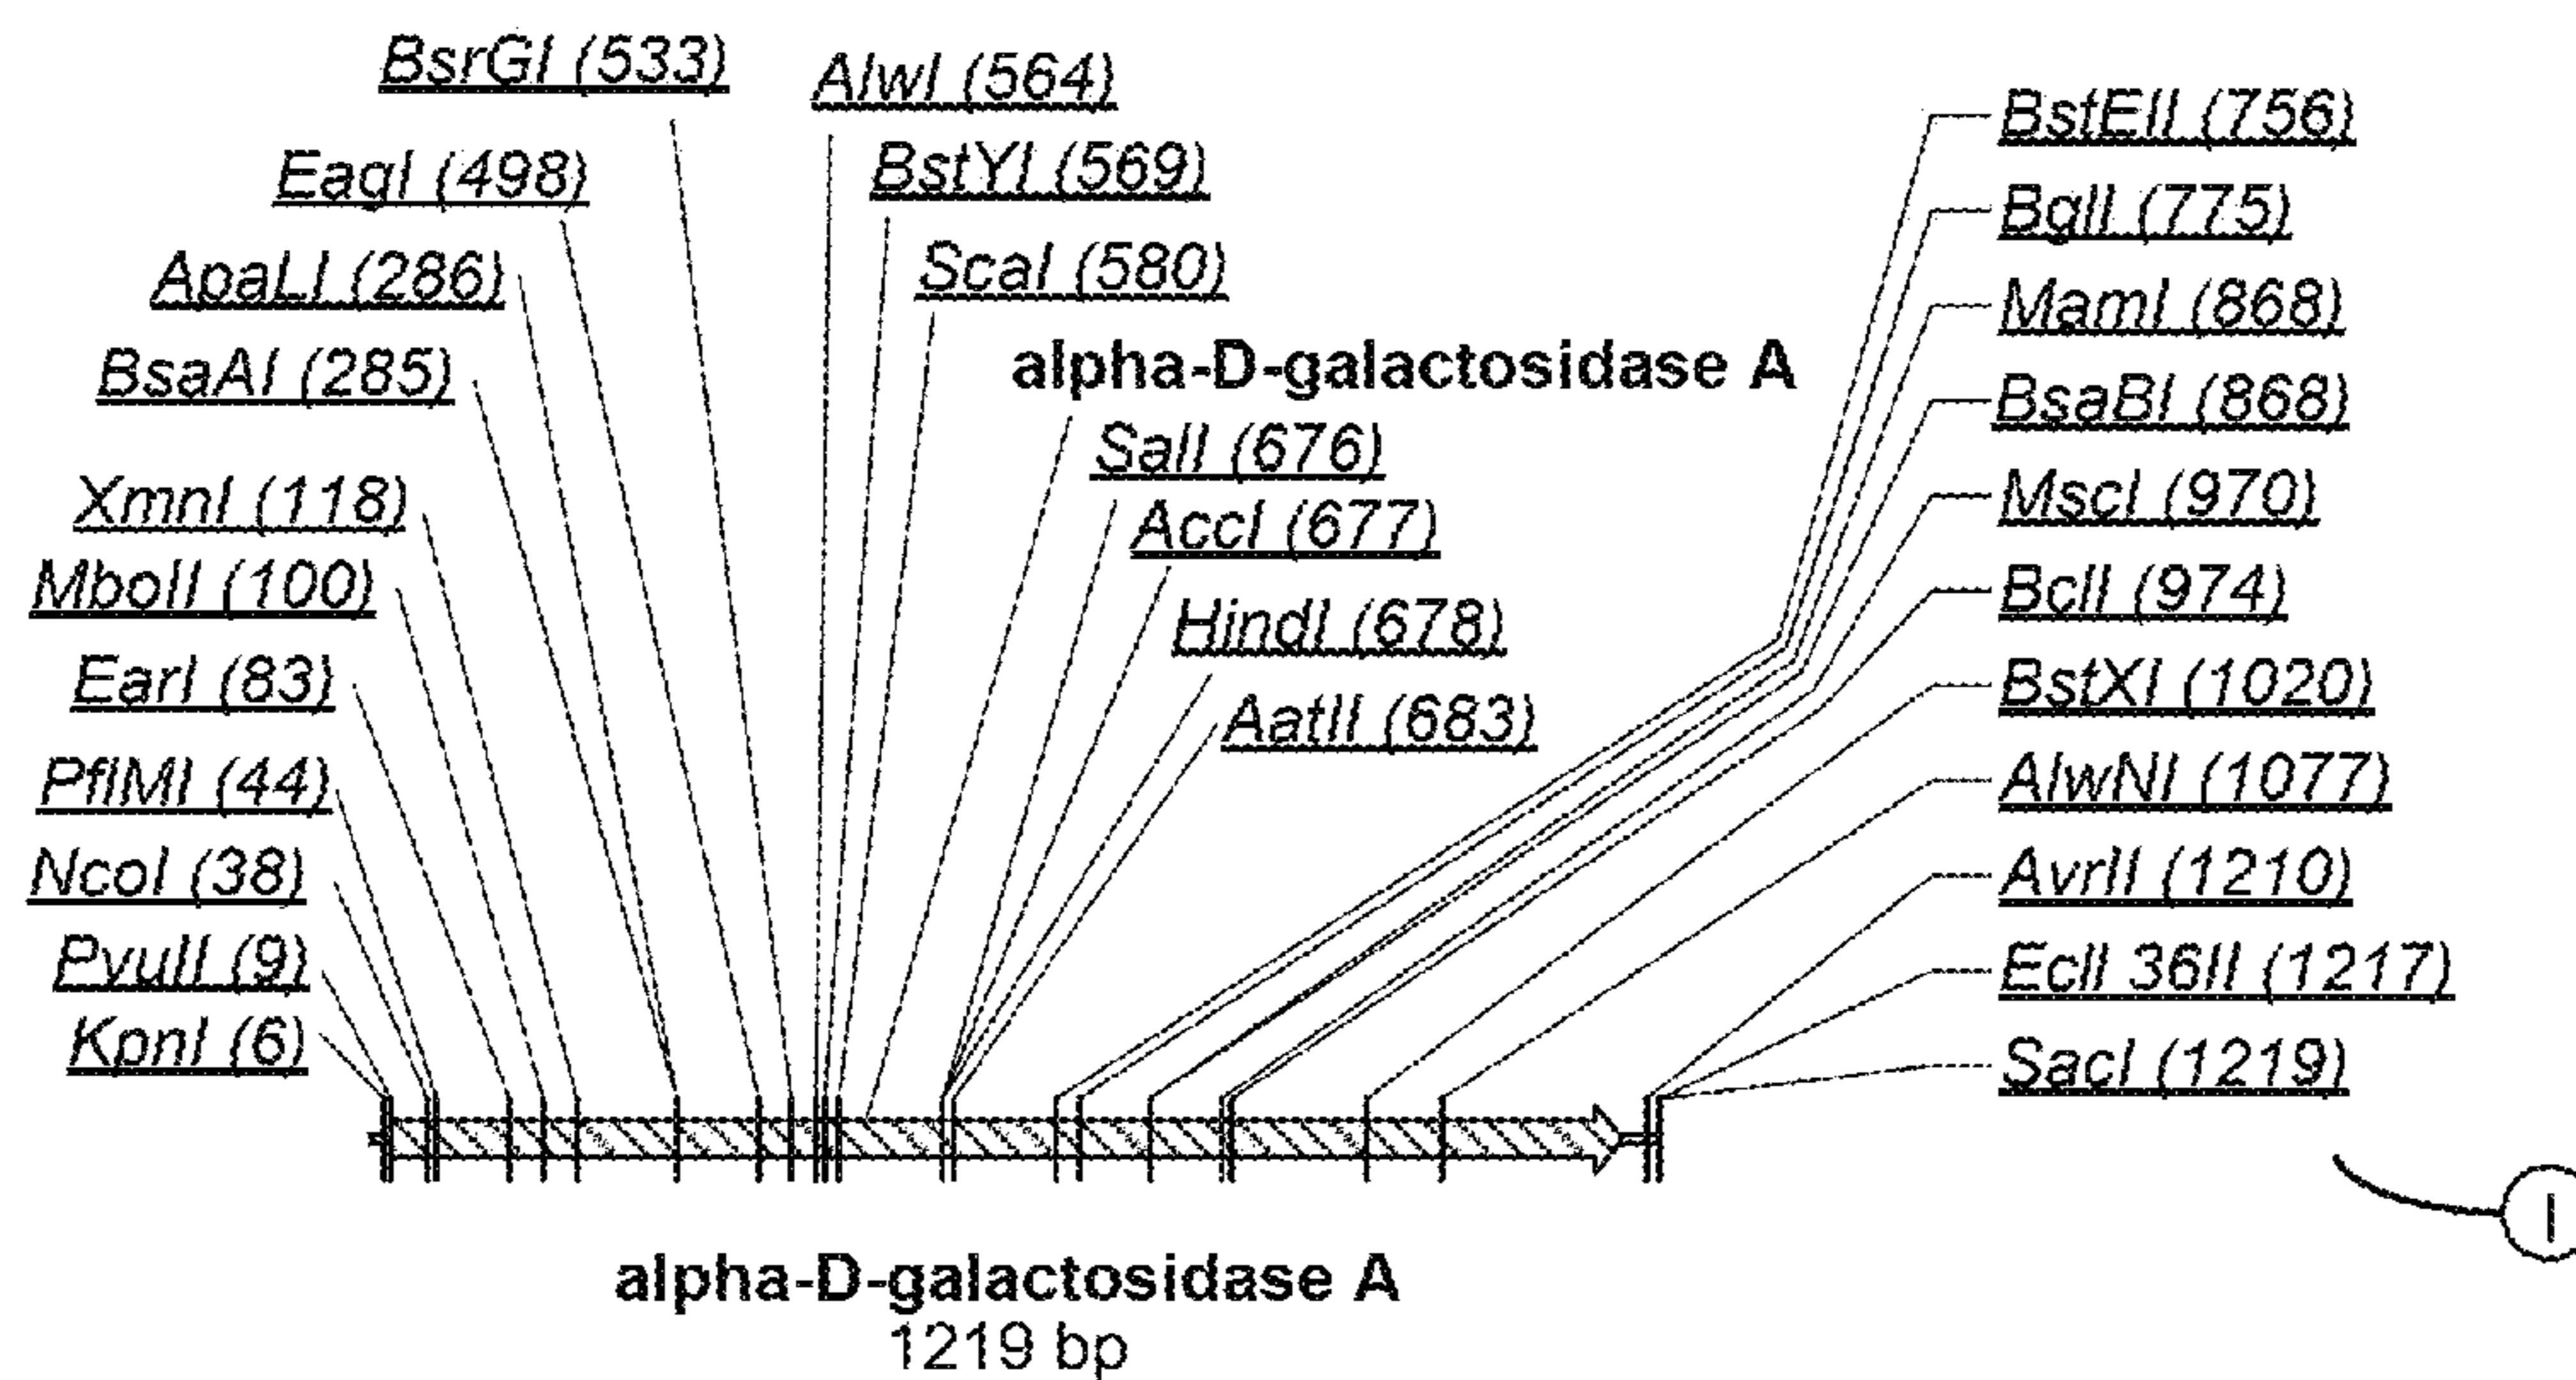 BsrGI (533)
EagI (498)
ApaLI (286)
BsaAI (285)
XmnI (118)
MboII (100)
EarI (83)
PflMI (44)
NcoI (38)
PvuII (9)
KpnI (6)
AlwI (564)
BstYI (569)
ScaI (580)
alpha-D-galactosidase A
SalI (676)
AccI (677)
HindI (678)
AatII (683)
BstEII (756)
BglI (775)
MamI (868)
BsaBI (868)
MscI (970)
BclI (974)
BstXI (1020)
AlwNI (1077)
AvrII (1210)
EclI 36II (1217)
SacI (1219)
I
alpha-D-galactosidase A
1219 bp